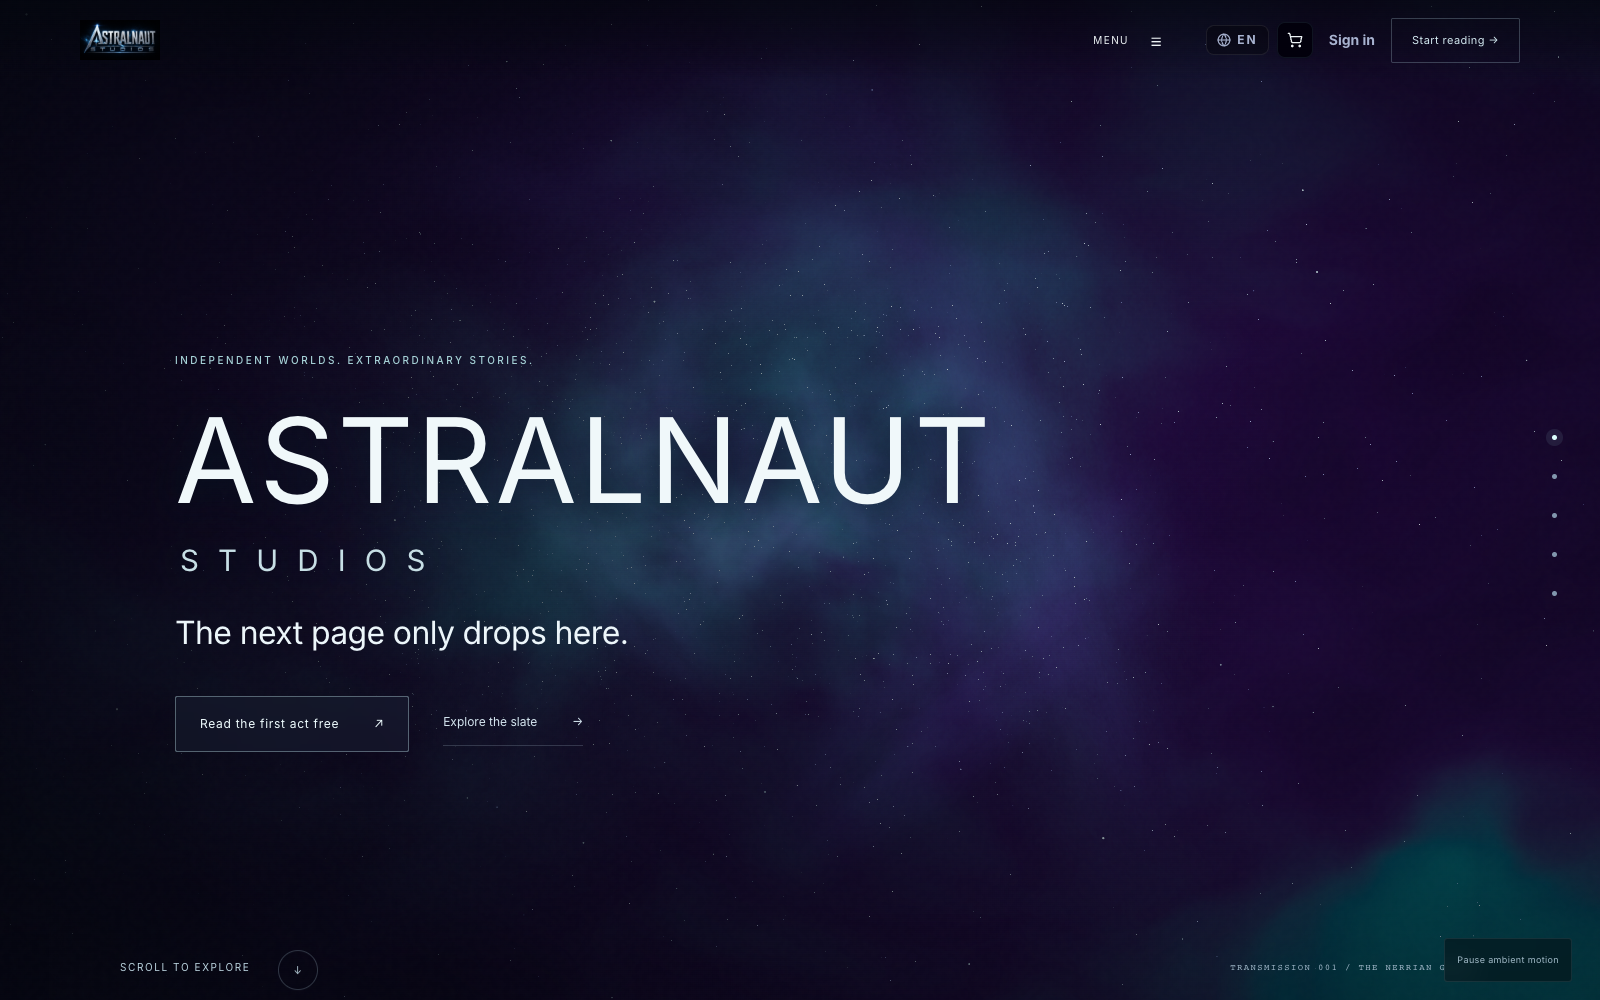 ASTRALNAUT
STUDIOS
MENU
EN
Sign in
Start reading →
INDEPENDENT WORLDS. EXTRAORDINARY STORIES.
ASTRALNAUT
STUDIOS
The next page only drops here.
Read the first act free ↗
Explore the slate →
SCROLL TO EXPLORE ↓
TRANSMISSION 001 / THE NERRIAN
Pause ambient motion